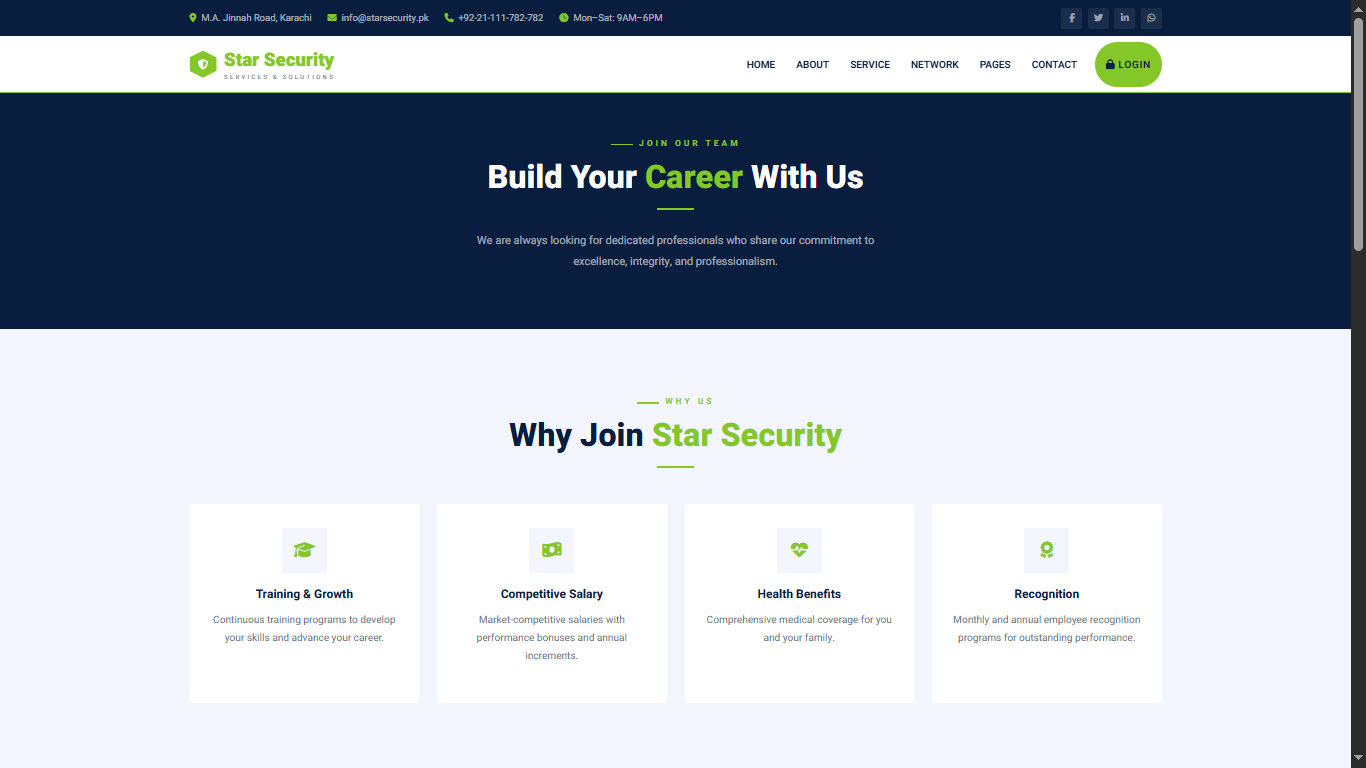 M.A. Jinnah Road, Karachi info@starsecurity.pk +92-21-111-782-782 Mon–Sat: 9AM–6PM
Star Security
SERVICES & SOLUTIONS
HOME ABOUT SERVICE NETWORK PAGES CONTACT LOGIN
JOIN OUR TEAM
Build Your Career With Us
We are always looking for dedicated professionals who share our commitment to
excellence, integrity, and professionalism.
WHY US
Why Join Star Security
Training & Growth
Continuous training programs to develop
your skills and advance your career.
Competitive Salary
Market-competitive salaries with
performance bonuses and annual
increments.
Health Benefits
Comprehensive medical coverage for you
and your family.
Recognition
Monthly and annual employee recognition
programs for outstanding performance.